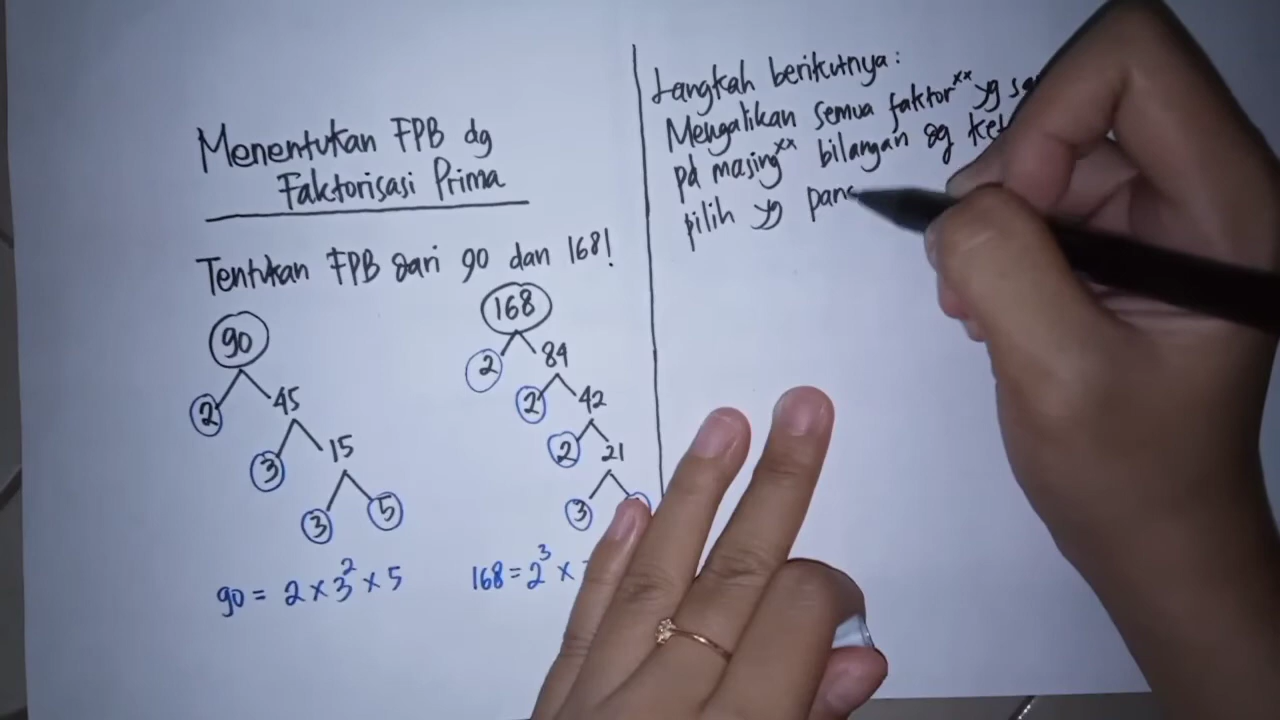 Menentukan FPB dg
Faktorisasi Prima
Tentukan FPB dari 90 dan 168!
90
2 45
3 15
3 5
90 = 2 x 3² x 5
168
2 84
2 42
2 21
3
168 = 2³ x
Langkah berikutnya :
Mengalikan semua faktorˣˣ yg
pd masingˣˣ bilangan dg
pilih yg